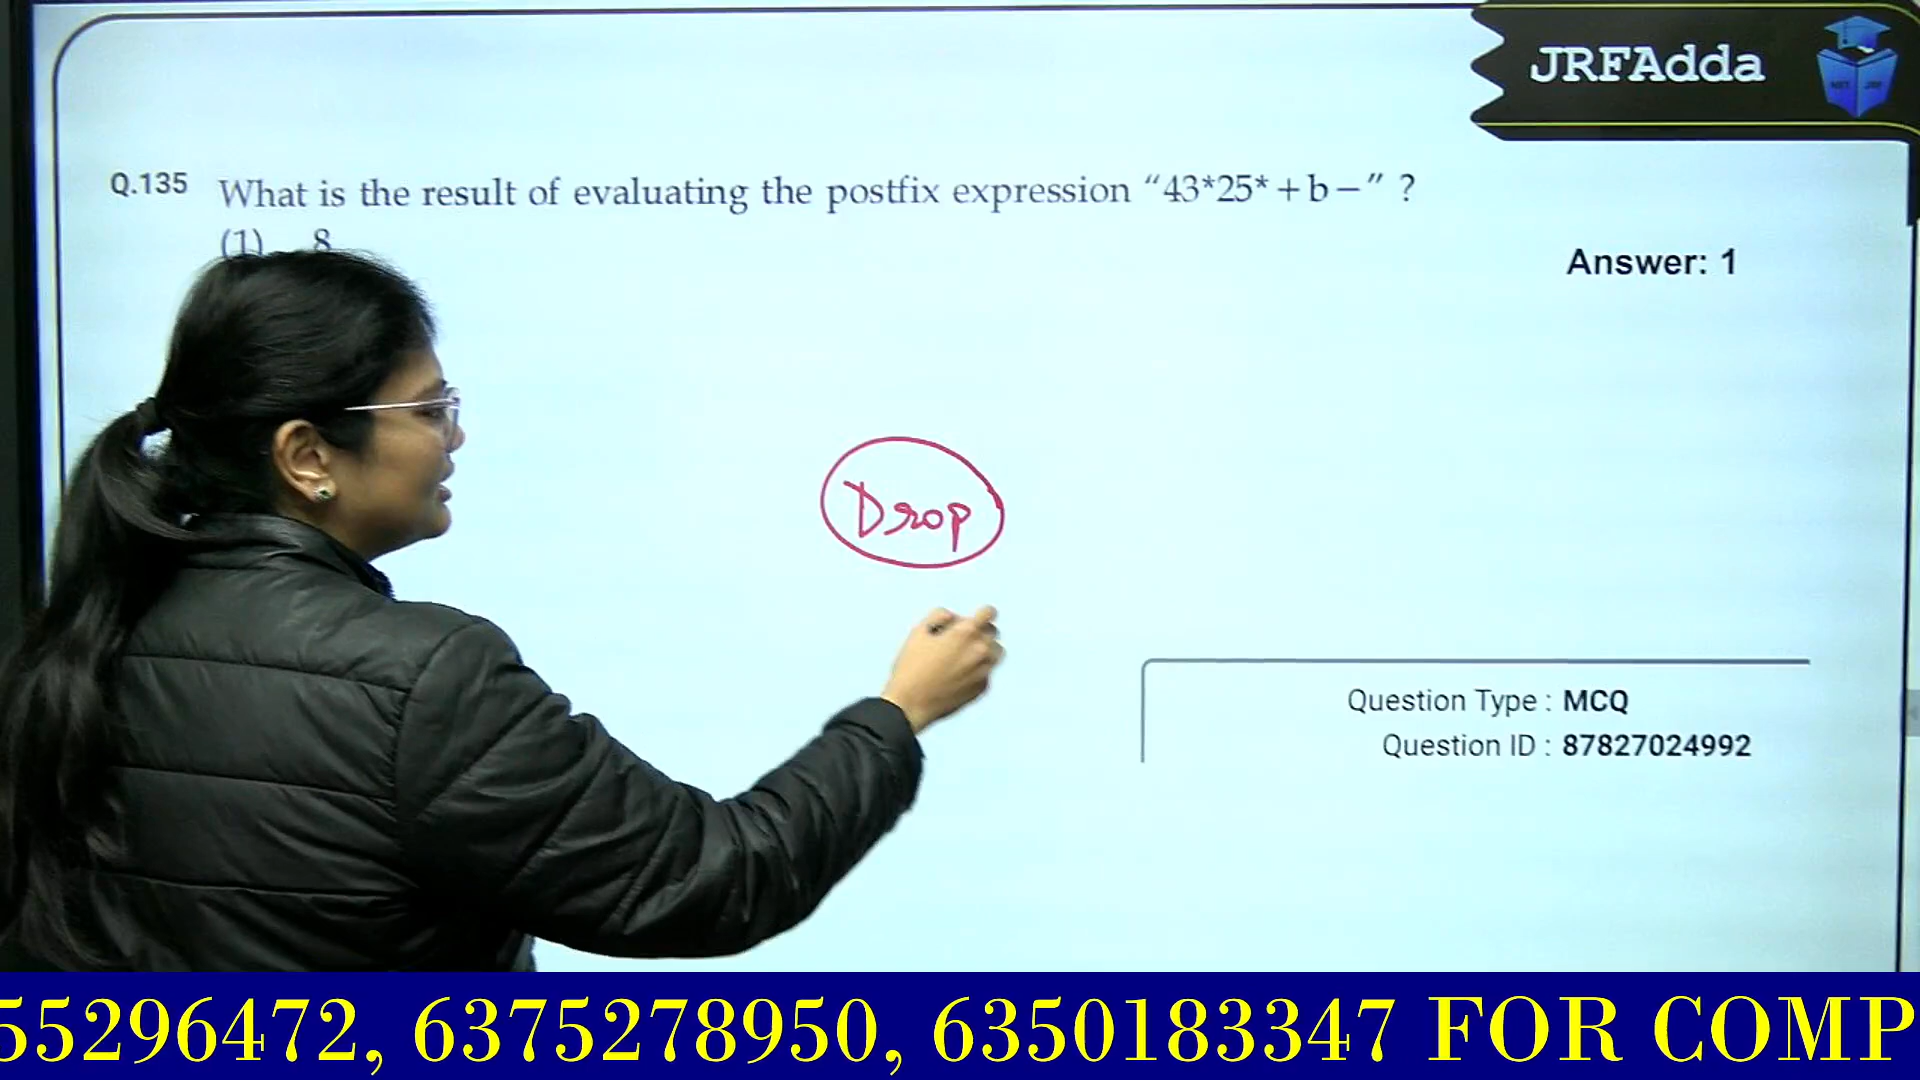 JRFAdda
Q.135 What is the result of evaluating the postfix expression “43*25*+b−” ?
(1) 8
Answer: 1
Drop
Question Type : MCQ
Question ID : 87827024992
55296472, 6375278950, 6350183347 FOR COMP